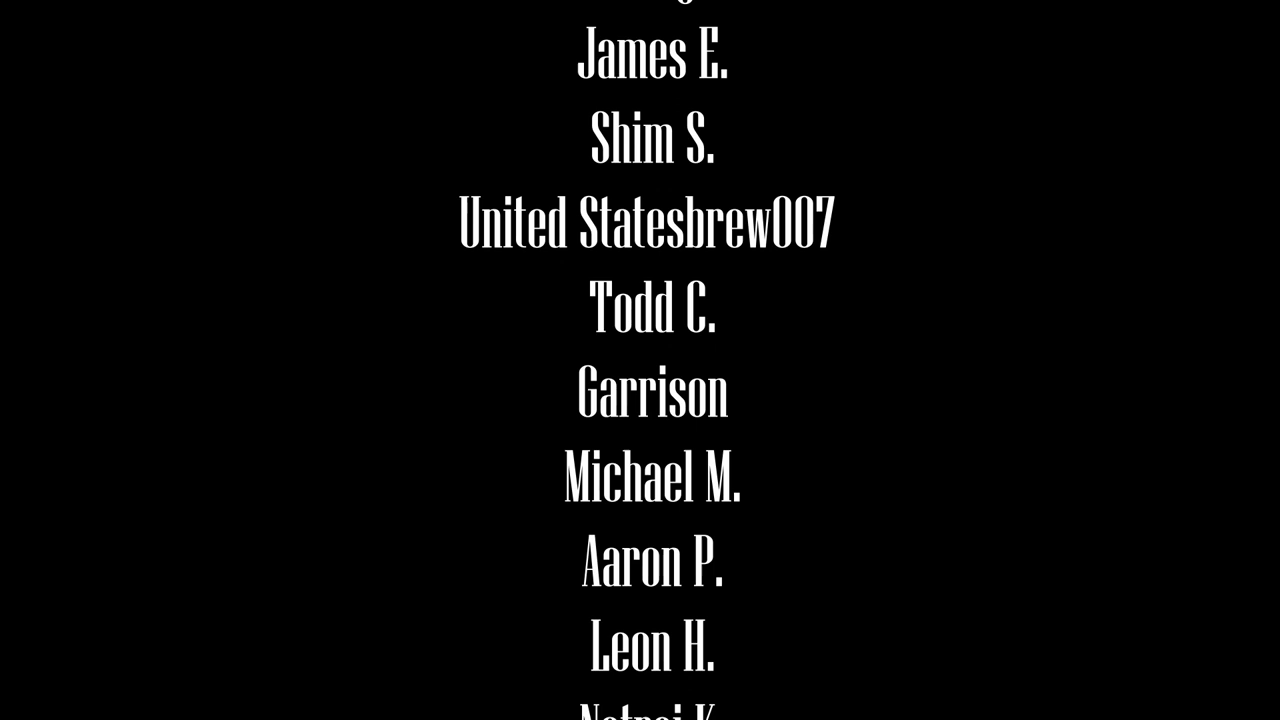 James E.
Shim S.
United Statesbrew007
Todd C.
Garrison
Michael M.
Aaron P.
Leon H.